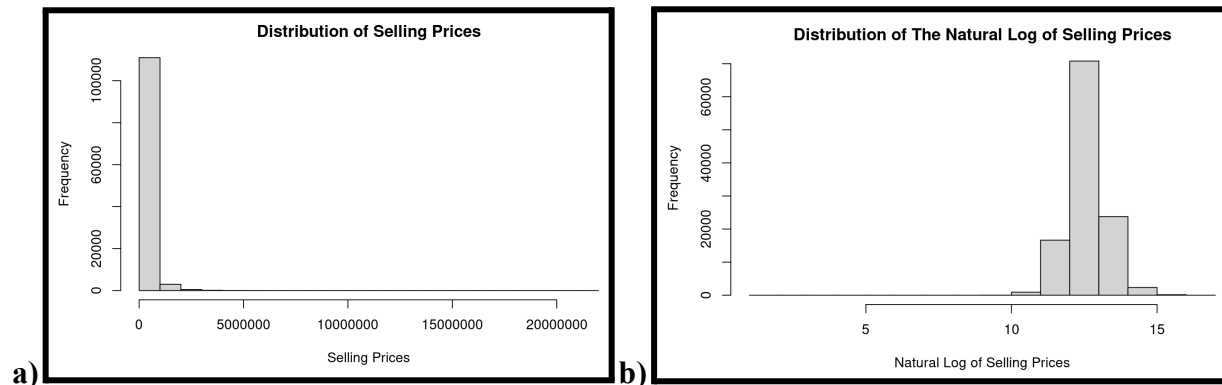 Distribution of Selling Prices
Frequency
100000
60000
20000
0
0 5000000 10000000 15000000 20000000
Selling Prices
a)
Distribution of The Natural Log of Selling Prices
Frequency
60000
40000
20000
0
5 10 15
Natural Log of Selling Prices
b)